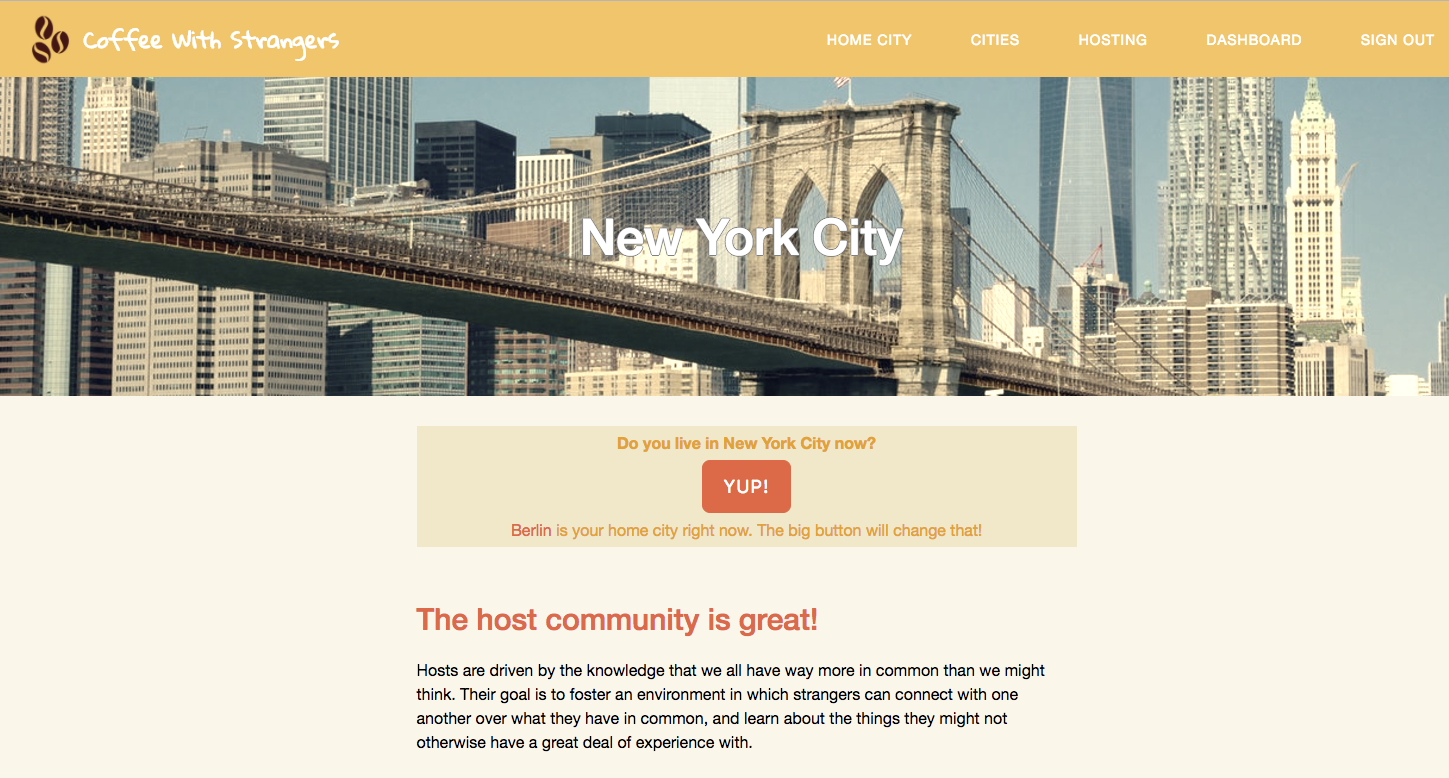 Coffee With Strangers
HOME CITY CITIES HOSTING DASHBOARD SIGN OUT
New York City
Do you live in New York City now?
YUP!
Berlin is your home city right now. The big button will change that!
The host community is great!
Hosts are driven by the knowledge that we all have way more in common than we might
think. Their goal is to foster an environment in which strangers can connect with one
another over what they have in common, and learn about the things they might not
otherwise have a great deal of experience with.